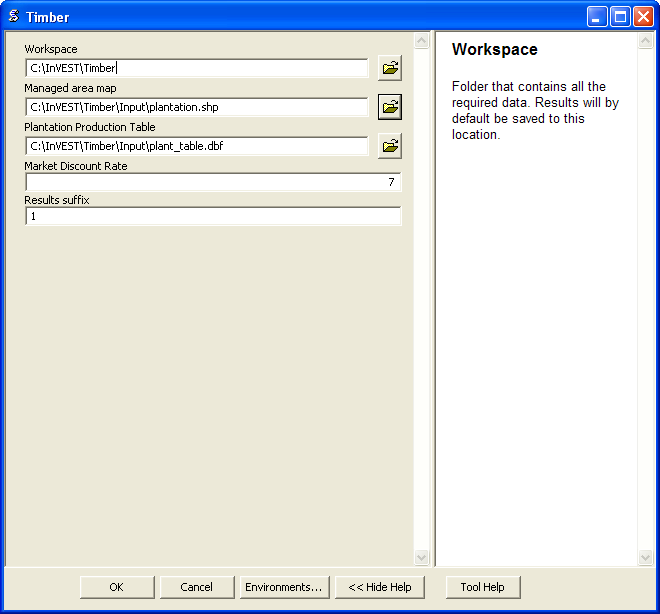 Timber
Workspace
C:\InVEST\Timber
Managed area map
C:\InVEST\Timber\Input\plantation.shp
Plantation Production Table
C:\InVEST\Timber\Input\plant_table.dbf
Market Discount Rate
7
Results suffix
1
Workspace
Folder that contains all the
required data. Results will by
default be saved to this
location.
OK
Cancel
Environments...
<< Hide Help
Tool Help